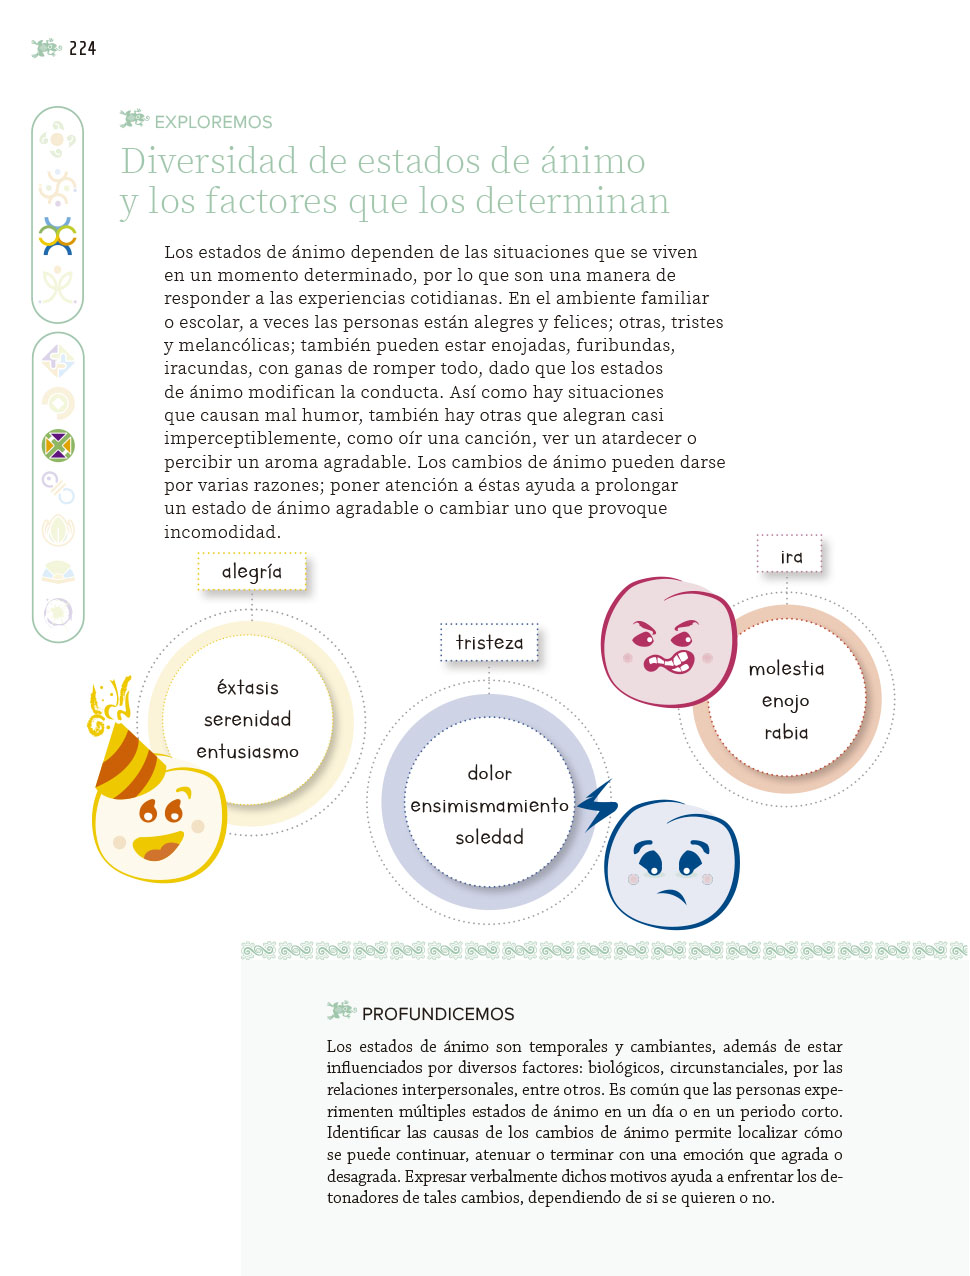 224
EXPLOREMOS
Diversidad de estados de ánimo
y los factores que los determinan
Los estados de ánimo dependen de las situaciones que se viven
en un momento determinado, por lo que son una manera de
responder a las experiencias cotidianas. En el ambiente familiar
o escolar, a veces las personas están alegres y felices; otras, tristes
y melancólicas; también pueden estar enojadas, furibundas,
iracundas, con ganas de romper todo, dado que los estados
de ánimo modifican la conducta. Así como hay situaciones
que causan mal humor, también hay otras que alegran casi
imperceptiblemente, como oír una canción, ver un atardecer o
percibir un aroma agradable. Los cambios de ánimo pueden darse
por varias razones; poner atención a éstas ayuda a prolongar
un estado de ánimo agradable o cambiar uno que provoque
incomodidad.
alegría
éxtasis
serenidad
entusiasmo
tristeza
dolor
ensimismamiento
soledad
ira
molestia
enojo
rabia
PROFUNDICEMOS
Los estados de ánimo son temporales y cambiantes, además de estar
influenciados por diversos factores: biológicos, circunstanciales, por las
relaciones interpersonales, entre otros. Es común que las personas expe-
rimenten múltiples estados de ánimo en un día o en un periodo corto.
Identificar las causas de los cambios de ánimo permite localizar cómo
se puede continuar, atenuar o terminar con una emoción que agrada o
desagrada. Expresar verbalmente dichos motivos ayuda a enfrentar los de-
tonadores de tales cambios, dependiendo de si se quieren o no.